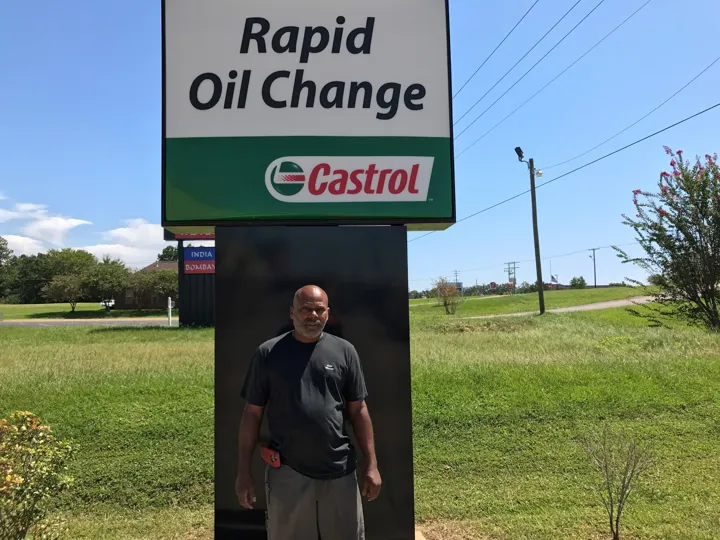 Rapid
Oil Change
Castrol
INDIA
BOMBAY